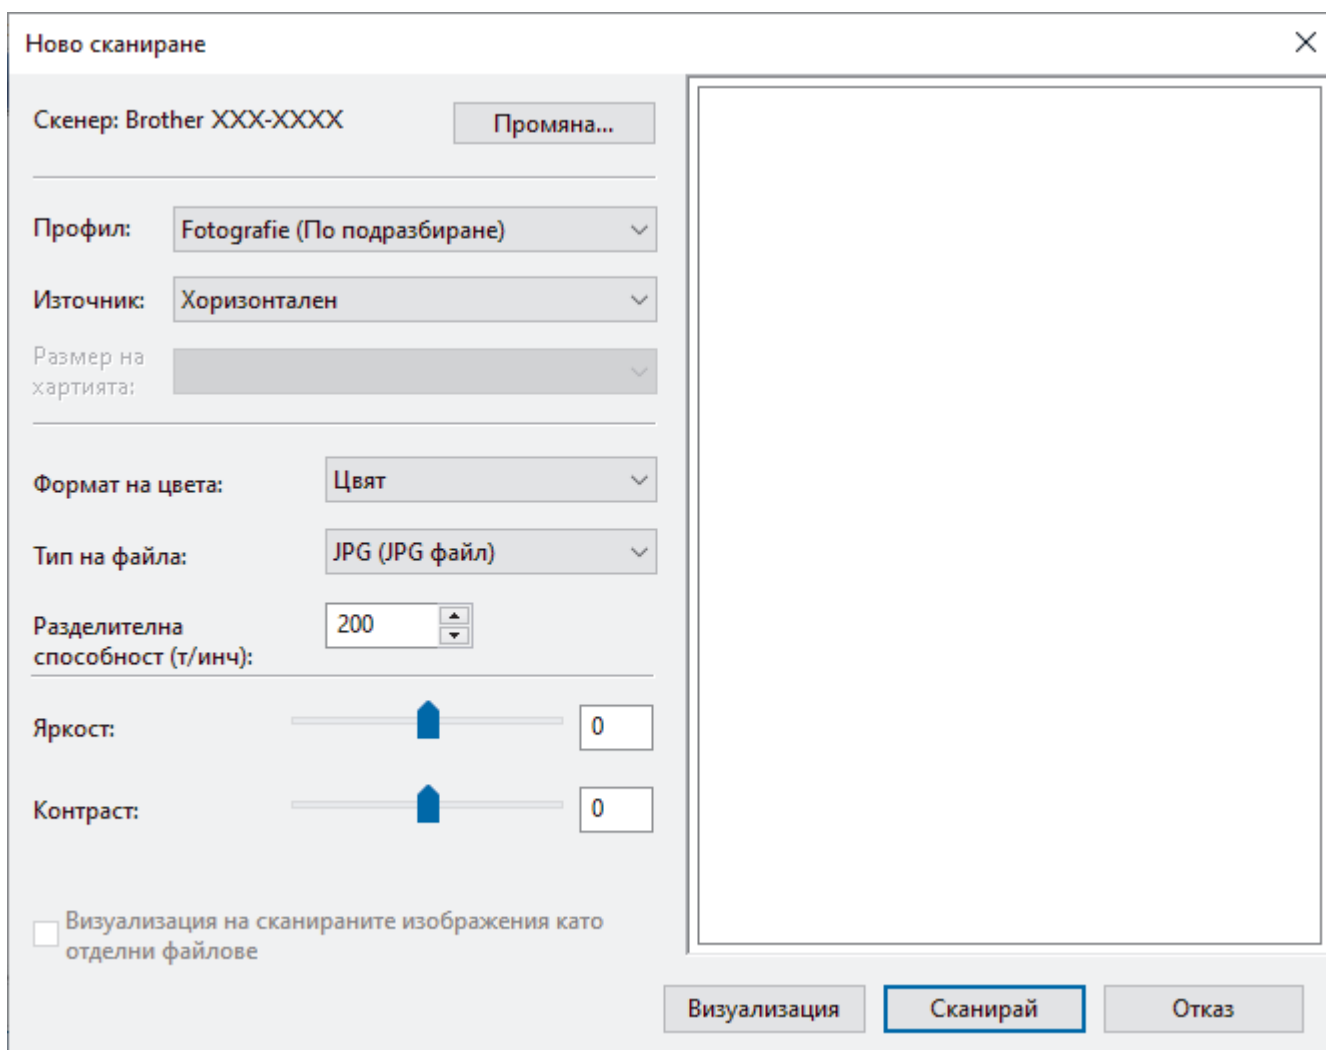 Ново сканиране
Скенер: Brother XXX-XXXX
Промяна...
Профил:
Fotografie (По подразбиране)
Източник:
Хоризонтален
Размер на
хартията:
Формат на цвета:
Цвят
Тип на файла:
JPG (JPG файл)
Разделителна
способност (т/инч):
200
Яркост:
0
Контраст:
0
Визуализация на сканираните изображения като
отделни файлове
Визуализация
Сканирай
Отказ